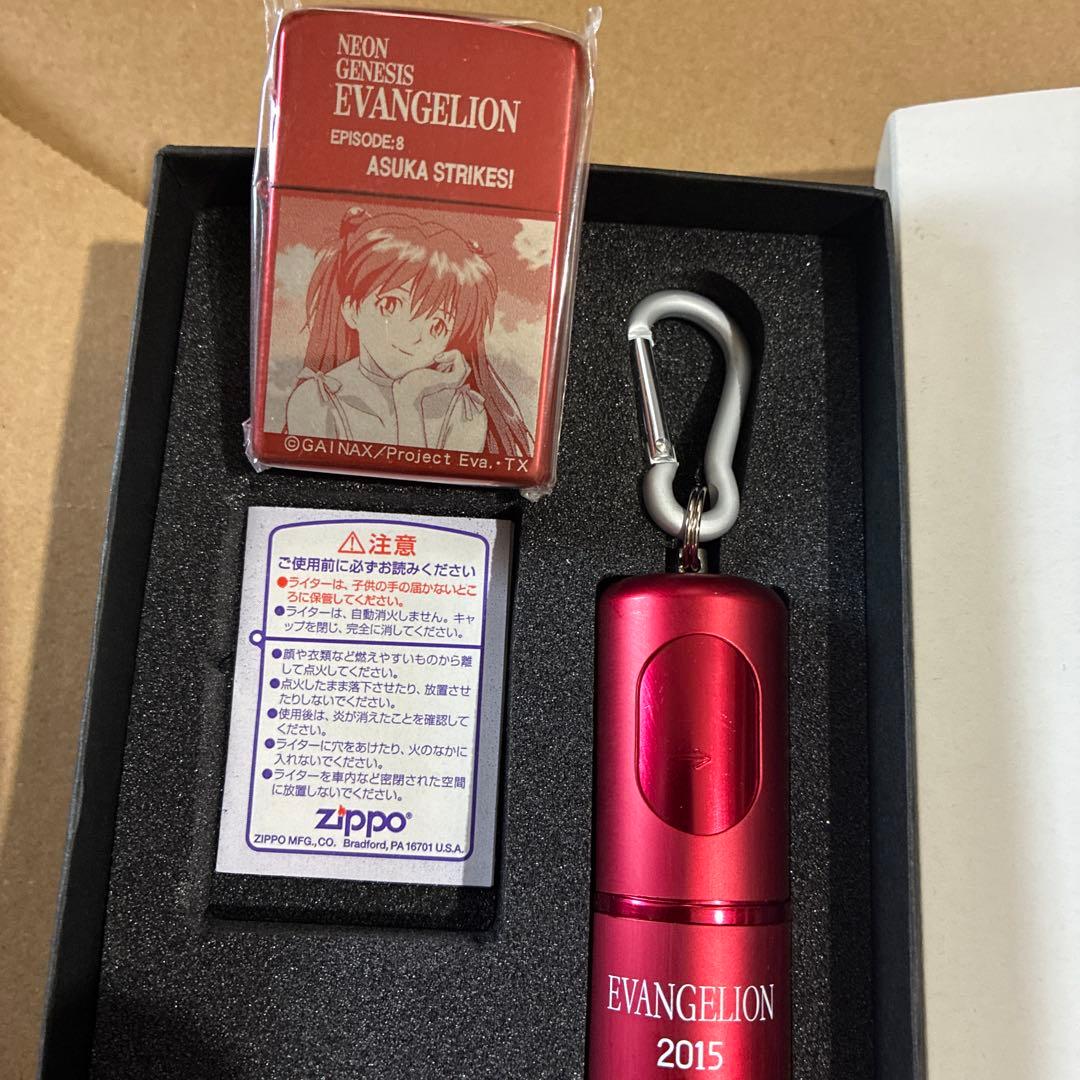 NEON
GENESIS
EVANGELION
EPISODE:8
ASUKA STRIKES!
©GAINAX/Project Eva.・TX
注意
ご使用前に必ずお読みください
●ライターは、子供の手の届かないとこ
ろに保管してください。
●ライターは、自動消火しません。キャ
ップを閉じ、完全に消してください。
●顔や衣類など燃えやすいものから離
して点火してください。
●点火したまま落下させたり、放置させ
たりしないでください。
●使用後は、炎が消えたことを確認して
ください。
●ライターに穴をあけたり、火のなかに
入れないでください。
●ライターを車内など密閉された空間
に放置しないでください。
zippo®
ZIPPO MFG.,CO. Bradford, PA 16701 U.S.A.
EVANGELION
2015